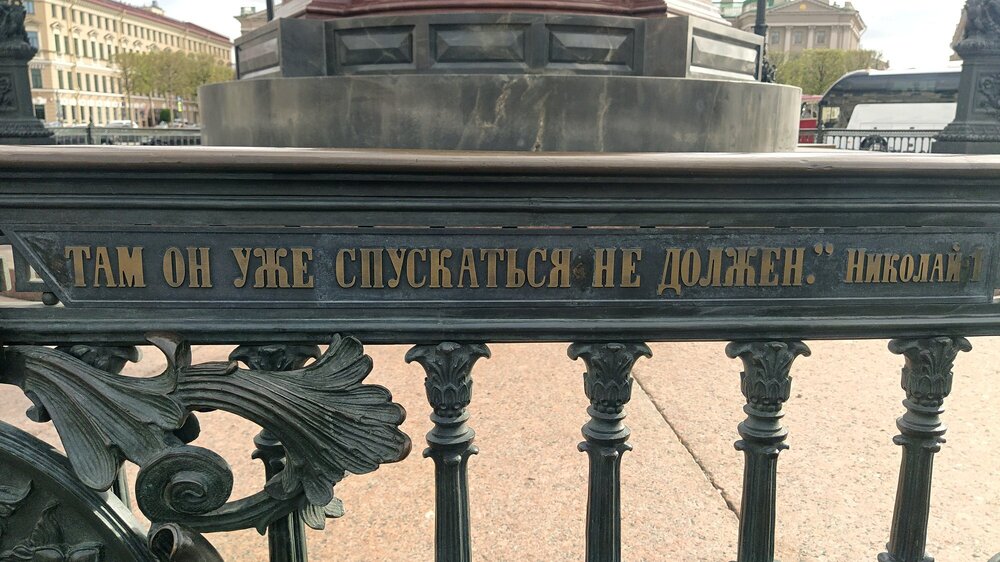 ТАМ ОН УЖЕ СПУСКАТЬСЯ НЕ ДОЛЖЕН.” НИКОЛАЙ I